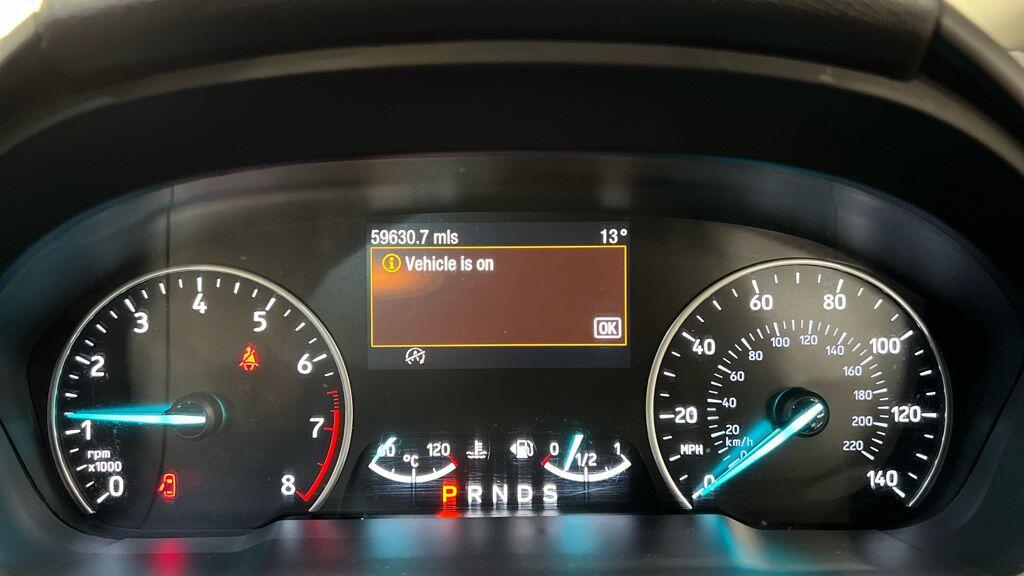 59630.7 mls 13°
Vehicle is on
OK
0 1 2 3 4 5 6 7 8
rpm
x1000
60 °C 120
0 1/2 1
P R N D S
0 20 40 60 80 100 120 140
MPH
0 20 40 60 80 100 120 140 160 180 200 220
km/h